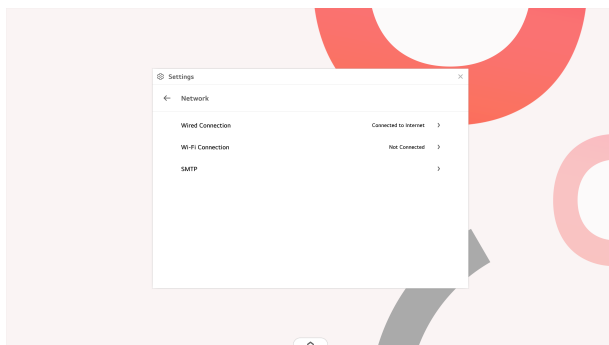 Settings
Network
Wired Connection Connected to Internet
Wi-Fi Connection Not Connected
SMTP